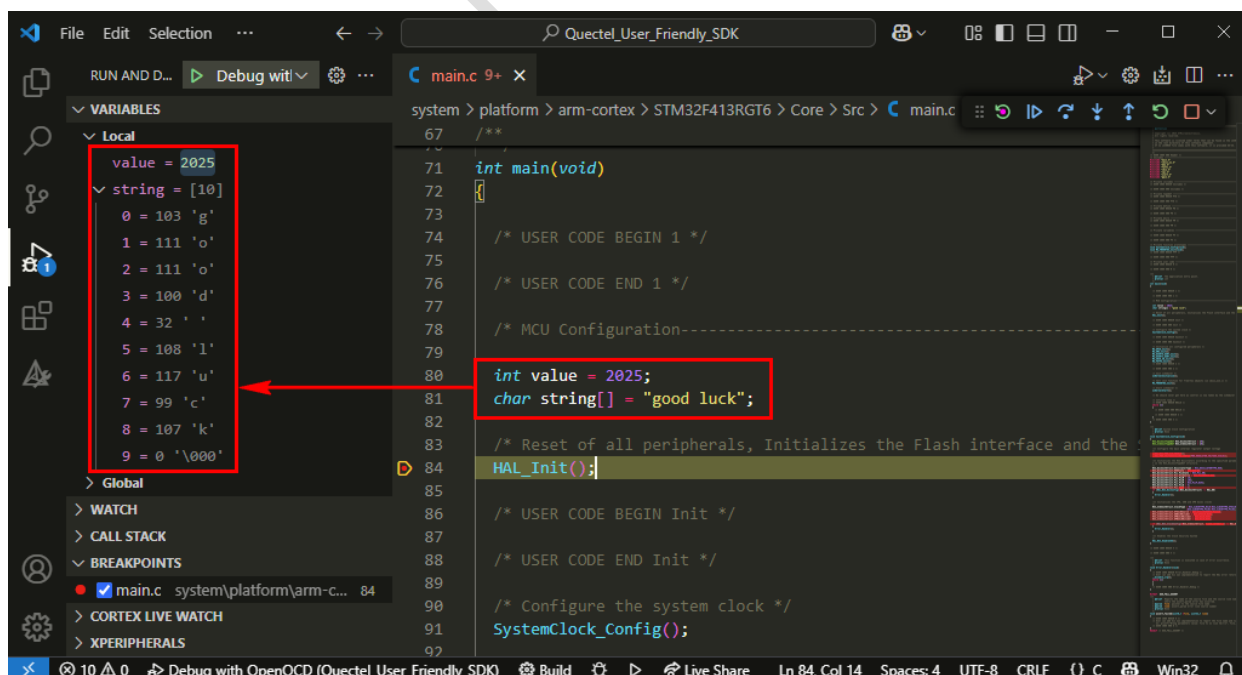 File Edit Selection ··· Quectel_User_Friendly_SDK
RUN AND D... Debug wit
main.c 9+
system > platform > arm-cortex > STM32F413RGT6 > Core > Src > C main.c
VARIABLES
Local
value = 2025
string = [10]
0 = 103 'g'
1 = 111 'o'
2 = 111 'o'
3 = 100 'd'
4 = 32 ' '
5 = 108 'l'
6 = 117 'u'
7 = 99 'c'
8 = 107 'k'
9 = 0 '\000'
Global
WATCH
CALL STACK
BREAKPOINTS
main.c system\platform\arm-c... 84
CORTEX LIVE WATCH
XPERIPHERALS
1
67 /**
71 int main(void)
72 {
73
74 /* USER CODE BEGIN 1 */
75
76 /* USER CODE END 1 */
77
78 /* MCU Configuration--------------------------------------------------
79
80 int value = 2025;
81 char string[] = "good luck";
82
83 /* Reset of all peripherals, Initializes the Flash interface and the
84 HAL_Init();
85
86 /* USER CODE BEGIN Init */
87
88 /* USER CODE END Init */
89
90 /* Configure the system clock */
91 SystemClock_Config();
92
10 0 Debug with OpenOCD (Quectel_User_Friendly_SDK) Build Live Share Ln 84, Col 14 Spaces: 4 UTF-8 CRLF {} C Win32